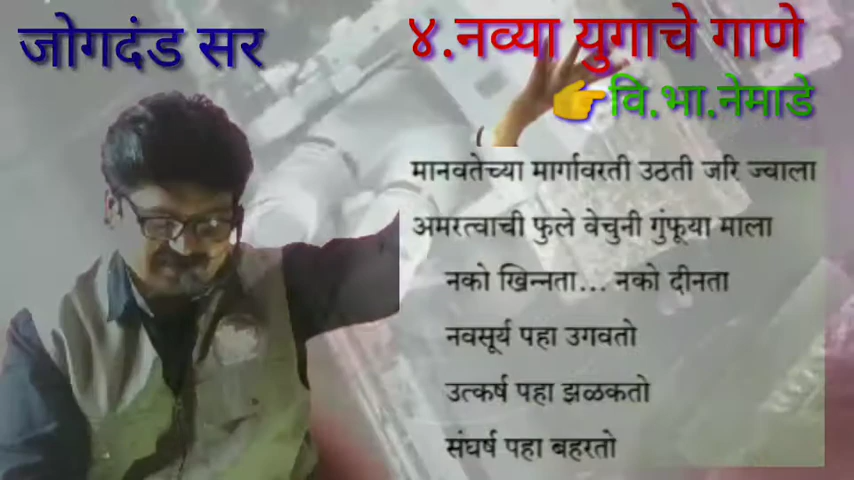 जोगदंड सर
४.नव्या युगाचे गाणे
👉वि.भा.नेमाडे
मानवतेच्या मार्गावरती उठती जरि ज्वाला
अमरत्वाची फुले वेचुनी गुंफूया माला
नको खिन्नता... नको दीनता
नवसूर्य पहा उगवतो
उत्कर्ष पहा झळकतो
संघर्ष पहा बहरतो